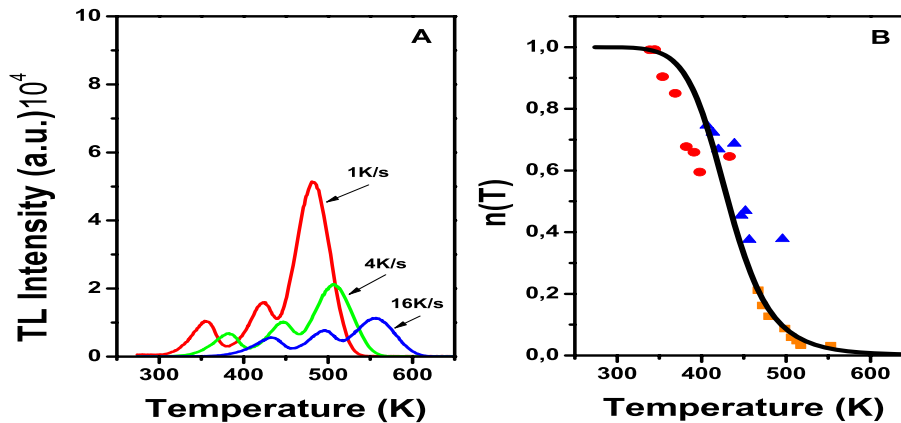 A
TL Intensity (a.u.)10^4
10
8
6
4
2
0
1K/s
4K/s
16K/s
300 400 500 600
Temperature (K)
B
n(T)
1,0
0,8
0,6
0,4
0,2
0,0
300 400 500 600
Temperature (K)